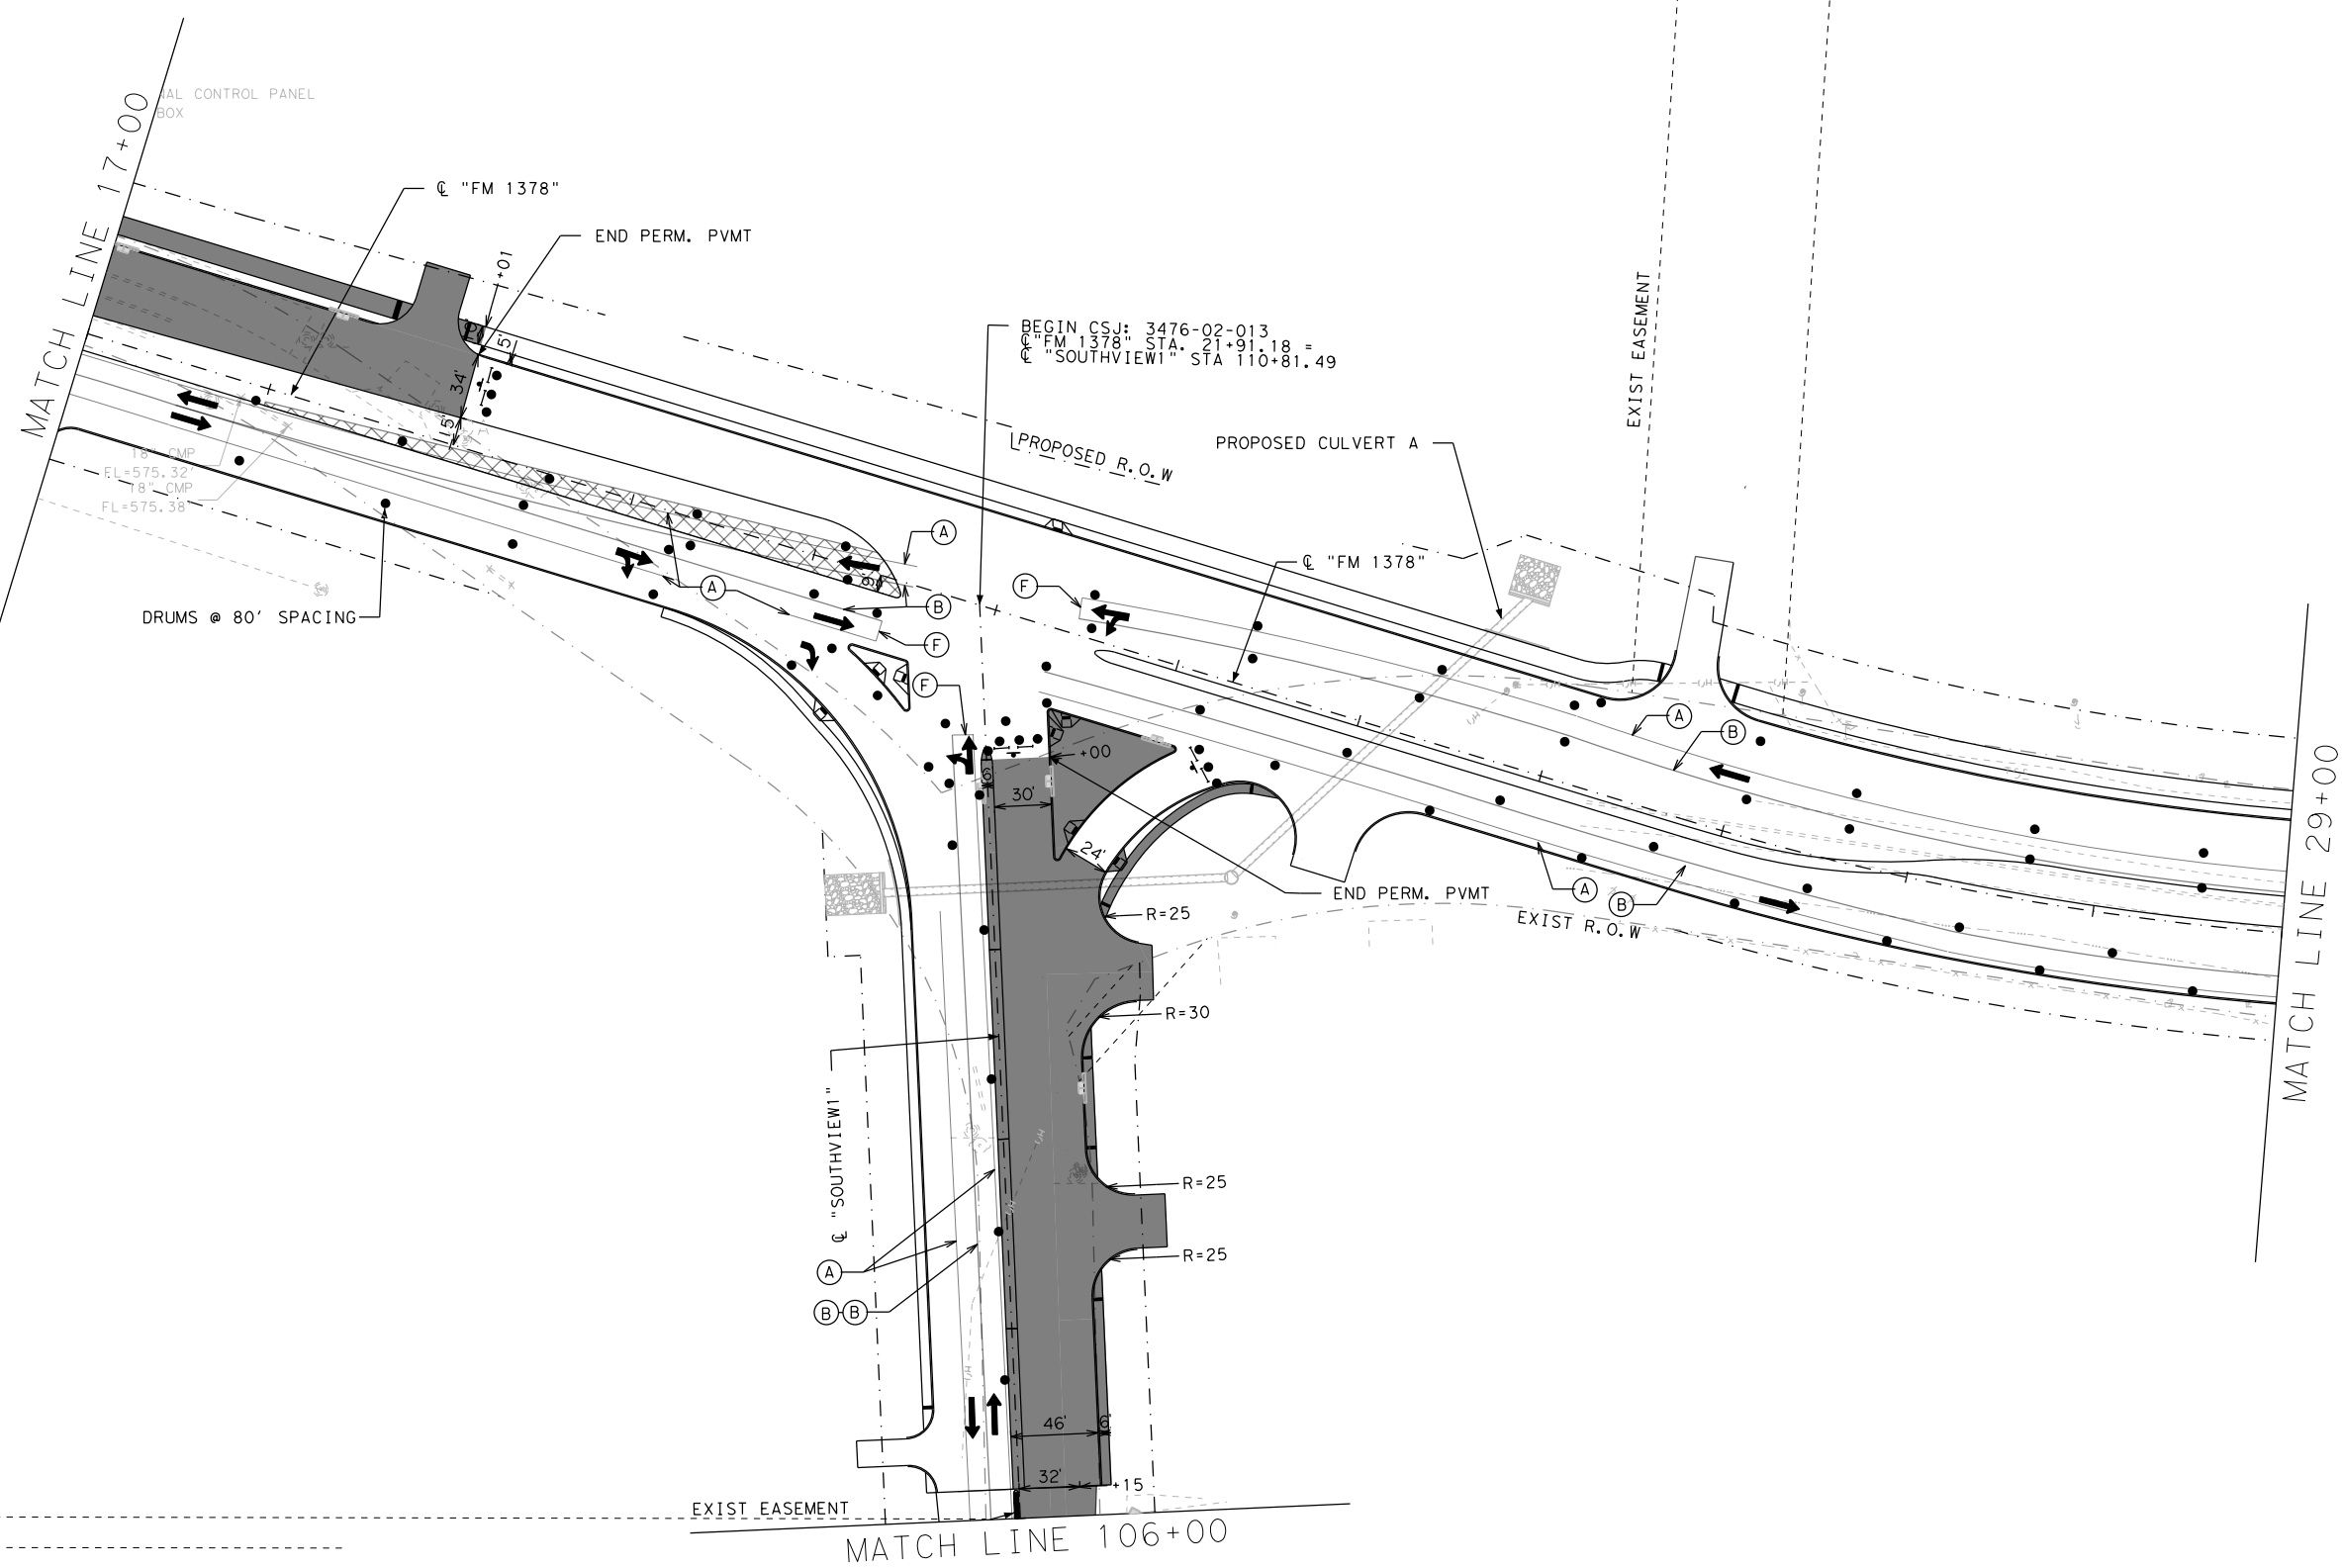 NAL CONTROL PANEL
BOX
MATCH LINE 17+00
℄ "FM 1378"
END PERM. PVMT
+01
5'
34'
5'
18" CMP
FL=575.32'
18" CMP
FL=575.38'
DRUMS @ 80' SPACING
BEGIN CSJ: 3476-02-013
℄ "FM 1378" STA. 21+91.18 =
℄ "SOUTHVIEW1" STA 110+81.49
PROPOSED R.O.W
PROPOSED CULVERT A
EXIST EASEMENT
℄ "FM 1378"
A
A
B
F
F
F
A
B
A
B
+00
30'
24'
END PERM. PVMT
EXIST R.O.W
MATCH LINE 29+00
R=25
R=30
R=25
R=25
℄ "SOUTHVIEW1"
A
B B
46'
6'
32'
+15
EXIST EASEMENT
MATCH LINE 106+00